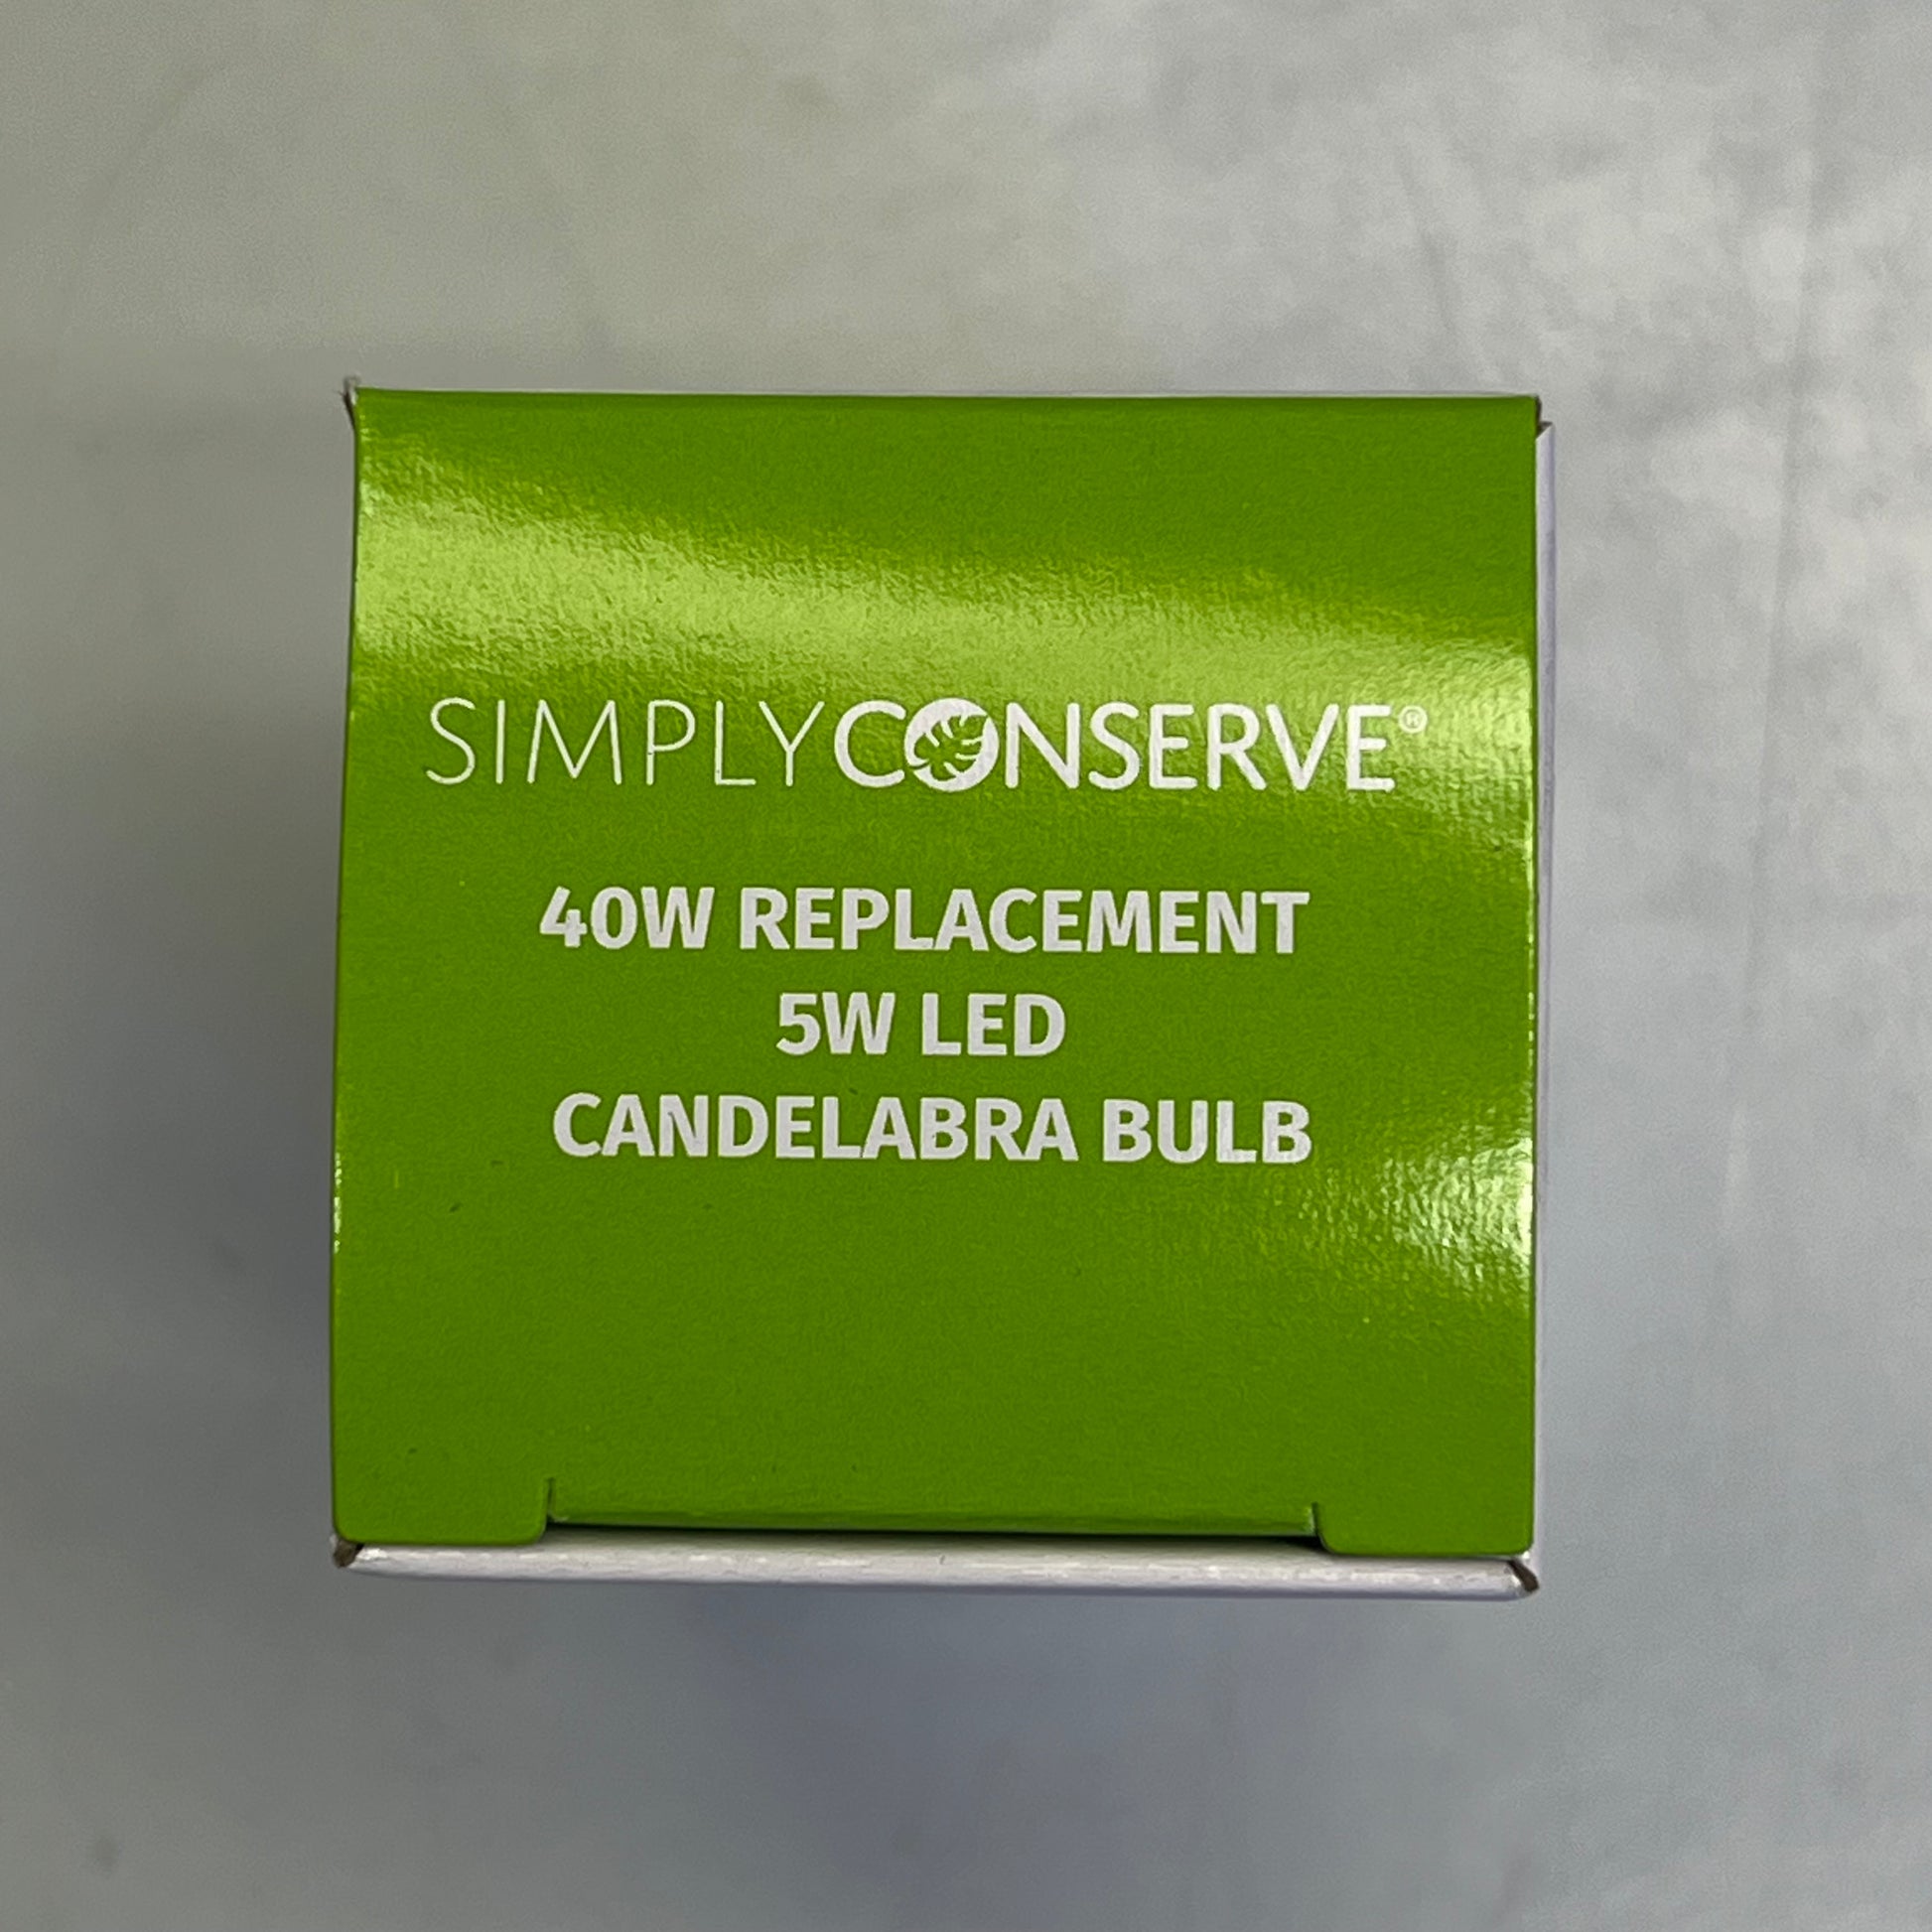 SIMPLYCONSERVE®
40W REPLACEMENT
5W LED
CANDELABRA BULB